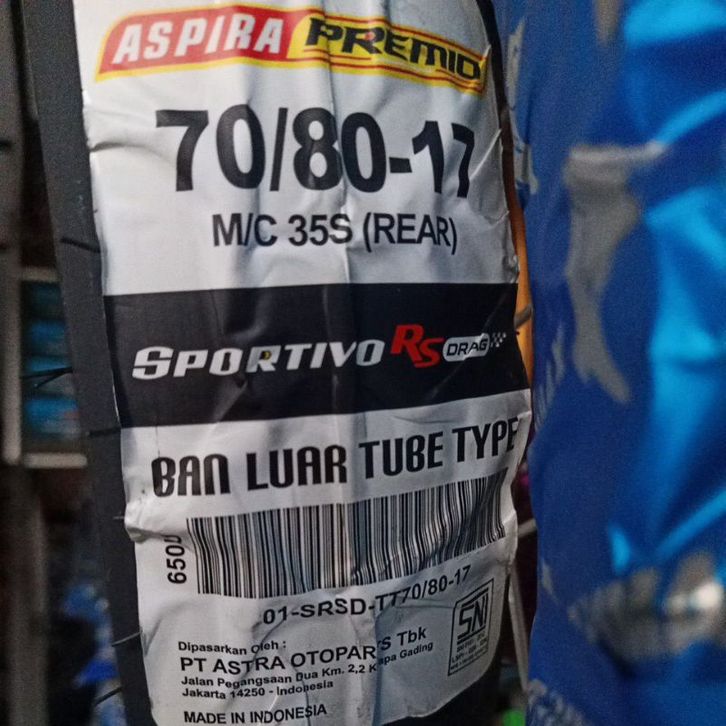 ASPIRA PREMIO
70/80-17
M/C 35S (REAR)
SPORTIVO RS DRAG
BAN LUAR TUBE TYPE
01-SRSD-TT70/80-17
Dipasarkan Oleh :
PT ASTRA OTOPARTS Tbk
Jalan Pegangsaan Dua Km. 2,2 Kelapa Gading
Jakarta 14250 - Indonesia
MADE IN INDONESIA
SNI